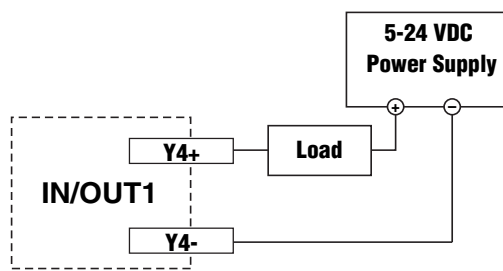 5-24 VDC
Power Supply
+ −
Y4+
Load
IN/OUT1
Y4-